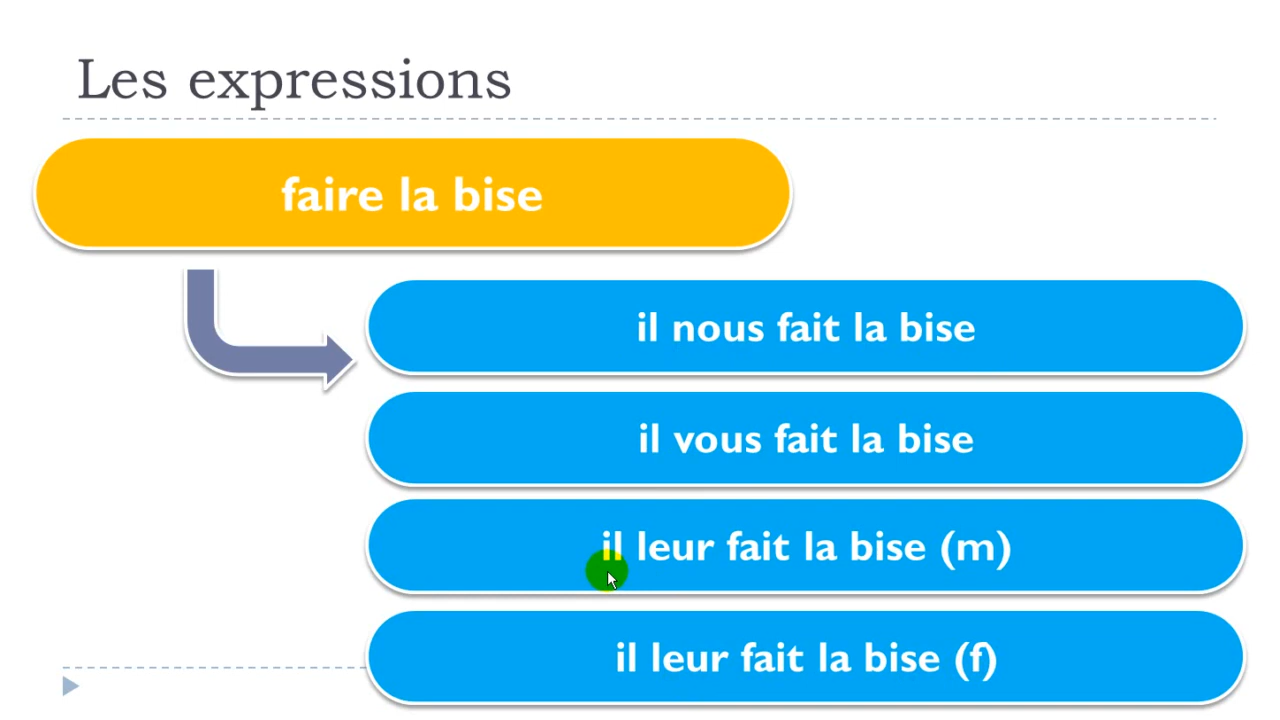 Les expressions
faire la bise
il nous fait la bise
il vous fait la bise
il leur fait la bise (m)
il leur fait la bise (f)